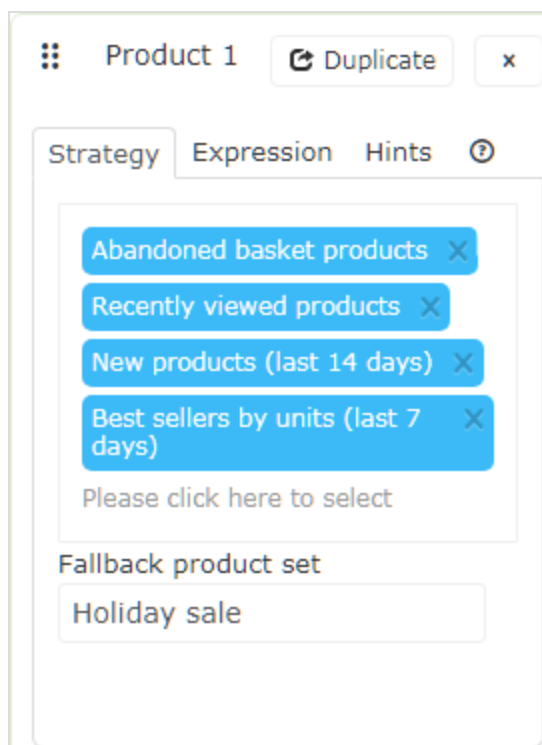 Product 1 Duplicate x
Strategy Expression Hints ?
Abandoned basket products x
Recently viewed products x
New products (last 14 days) x
Best sellers by units (last 7 x
days)
Please click here to select
Fallback product set
Holiday sale